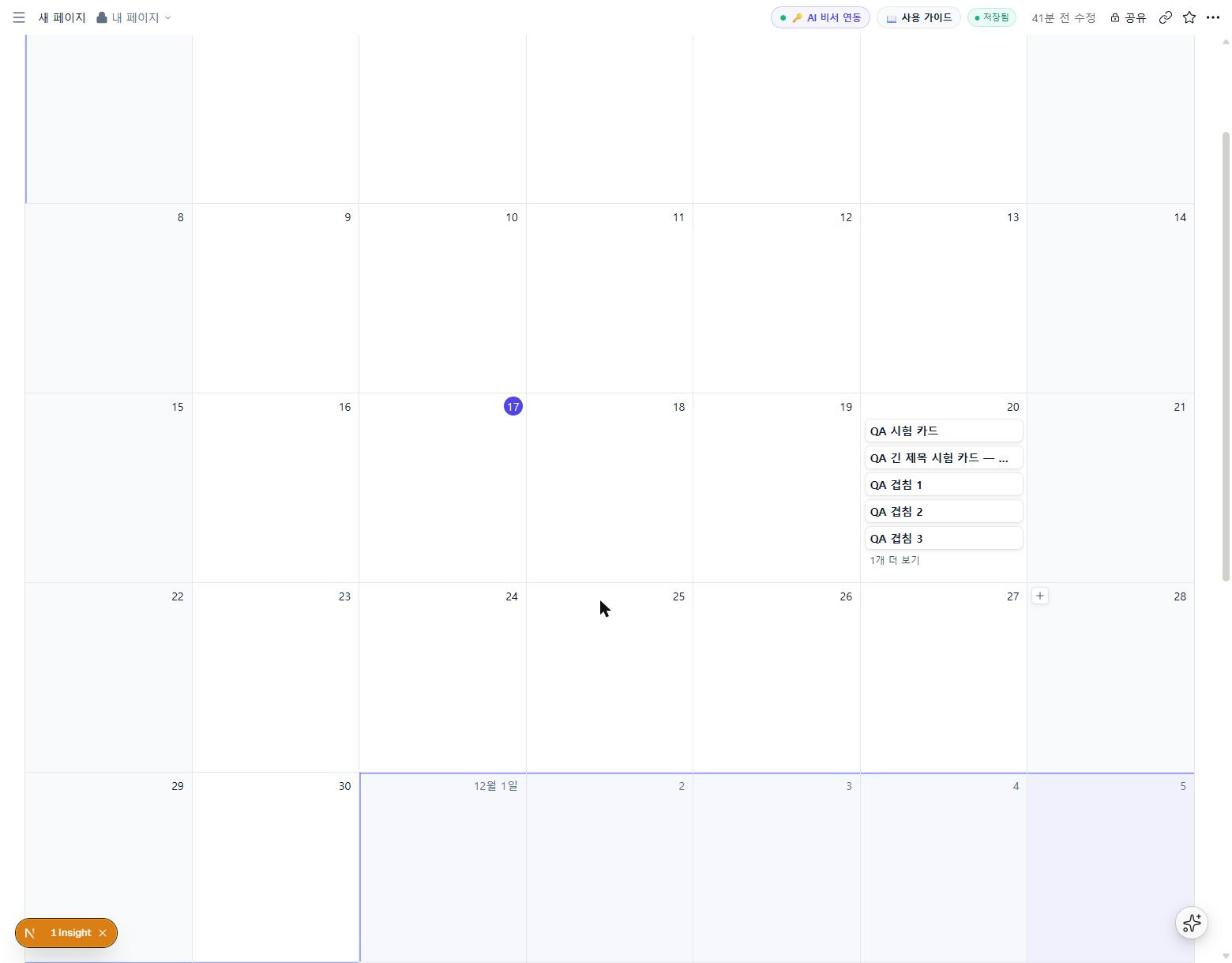 새 페이지 내 페이지 AI 비서 연동 사용 가이드 저장됨 41분 전 수정 공유
8 9 10 11 12 13 14
15 16 17 18 19 20 21
QA 시험 카드
QA 긴 제목 시험 카드 — ...
QA 겹침 1
QA 겹침 2
QA 겹침 3
1개 더 보기
22 23 24 25 26 27 + 28
29 30 12월 1일 2 3 4 5
N 1 Insight ×